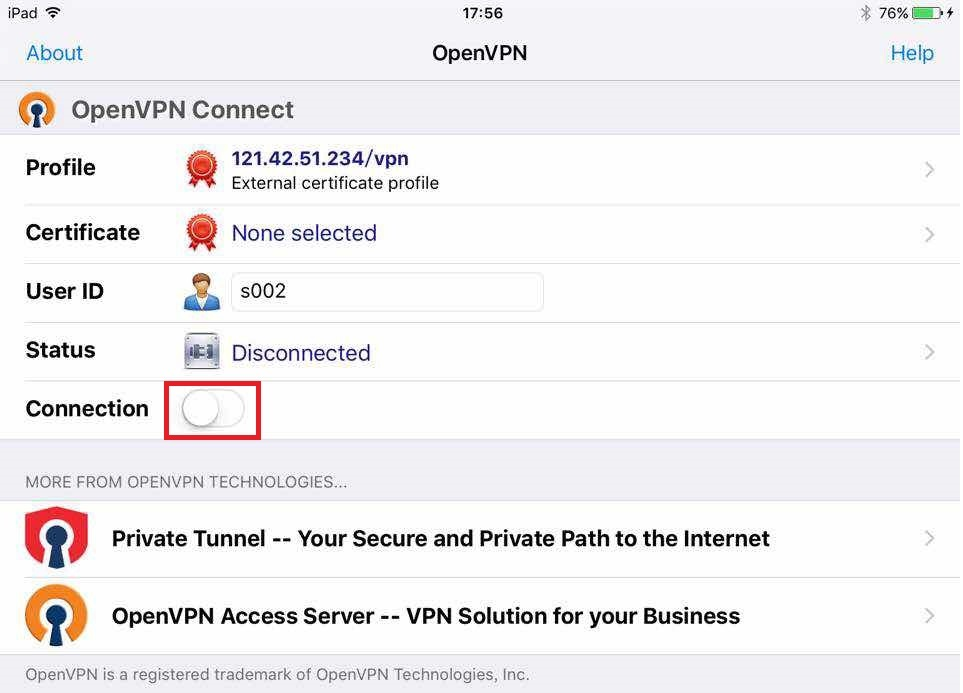 iPad 17:56 76%
About OpenVPN Help
OpenVPN Connect
Profile 121.42.51.234/vpn
External certificate profile
Certificate None selected
User ID s002
Status Disconnected
Connection
MORE FROM OPENVPN TECHNOLOGIES...
Private Tunnel -- Your Secure and Private Path to the Internet
OpenVPN Access Server -- VPN Solution for your Business
OpenVPN is a registered trademark of OpenVPN Technologies, Inc.